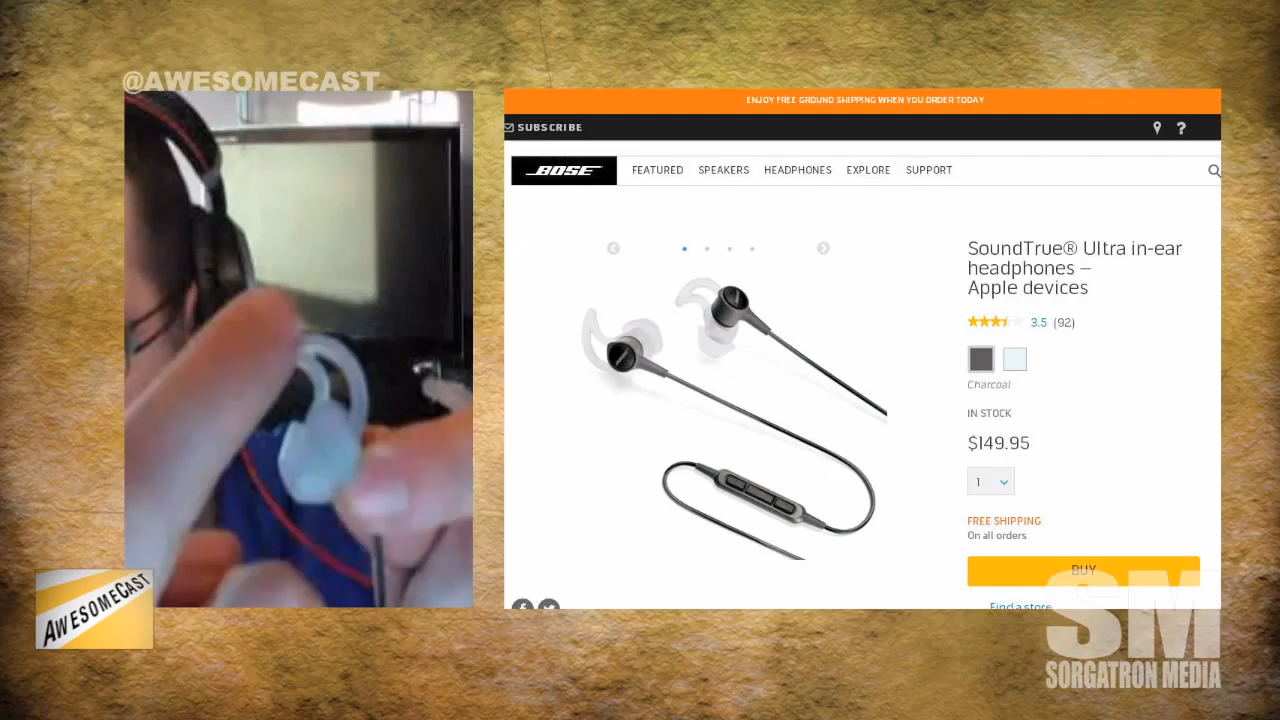 @AWESOMECAST
ENJOY FREE GROUND SHIPPING WHEN YOU ORDER TODAY
SUBSCRIBE
?
BOSE
FEATURED SPEAKERS HEADPHONES EXPLORE SUPPORT
SoundTrue® Ultra in-ear
headphones –
Apple devices
3.5 (92)
Charcoal
IN STOCK
$149.95
1
FREE SHIPPING
On all orders
BUY
Find a store
AWESOMECAST
SM
SORGATRON MEDIA